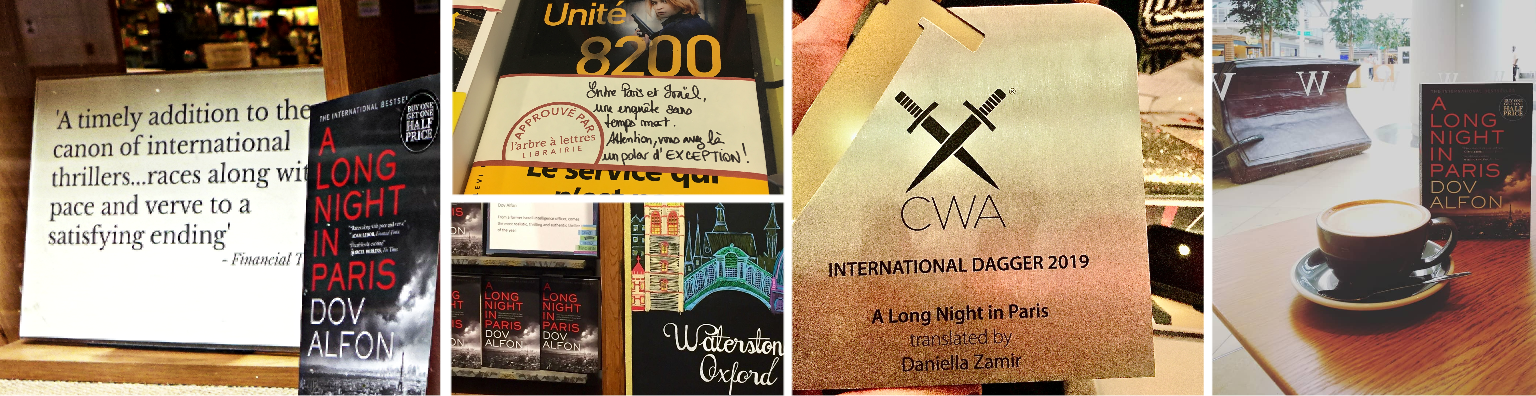 'A timely addition to the
canon of international
thrillers...races along wit
pace and verve to a
satisfying ending'
- Financial T
THE INTERNATIONAL BESTSE
BUY ONE
GET ONE
HALF
PRICE
A
LONG
NIGHT
IN
PARIS
DOV
ALFON
Unité
8200
Entre Paris et Israël,
une enquête sans
temps mort.
Attention, vous avez là
un polar d'EXCEPTION!
APPROUVÉ PAR
l'arbre à lettres
LIBRAIRIE
Le service qui
n'est
LEVI
Dov Alfon
A
LONG
NIGHT
IN
PARIS
DOV
ALFON
A
LONG
NIGHT
IN
PARIS
DOV
ALFON
Waterston
Oxford
®
CWA
INTERNATIONAL DAGGER 2019
A Long Night in Paris
translated by
Daniella Zamir
W
W
W
BUY ONE
GET ONE
HALF
PRICE
A
LONG
NIGHT
IN
PARIS
DOV
ALFON